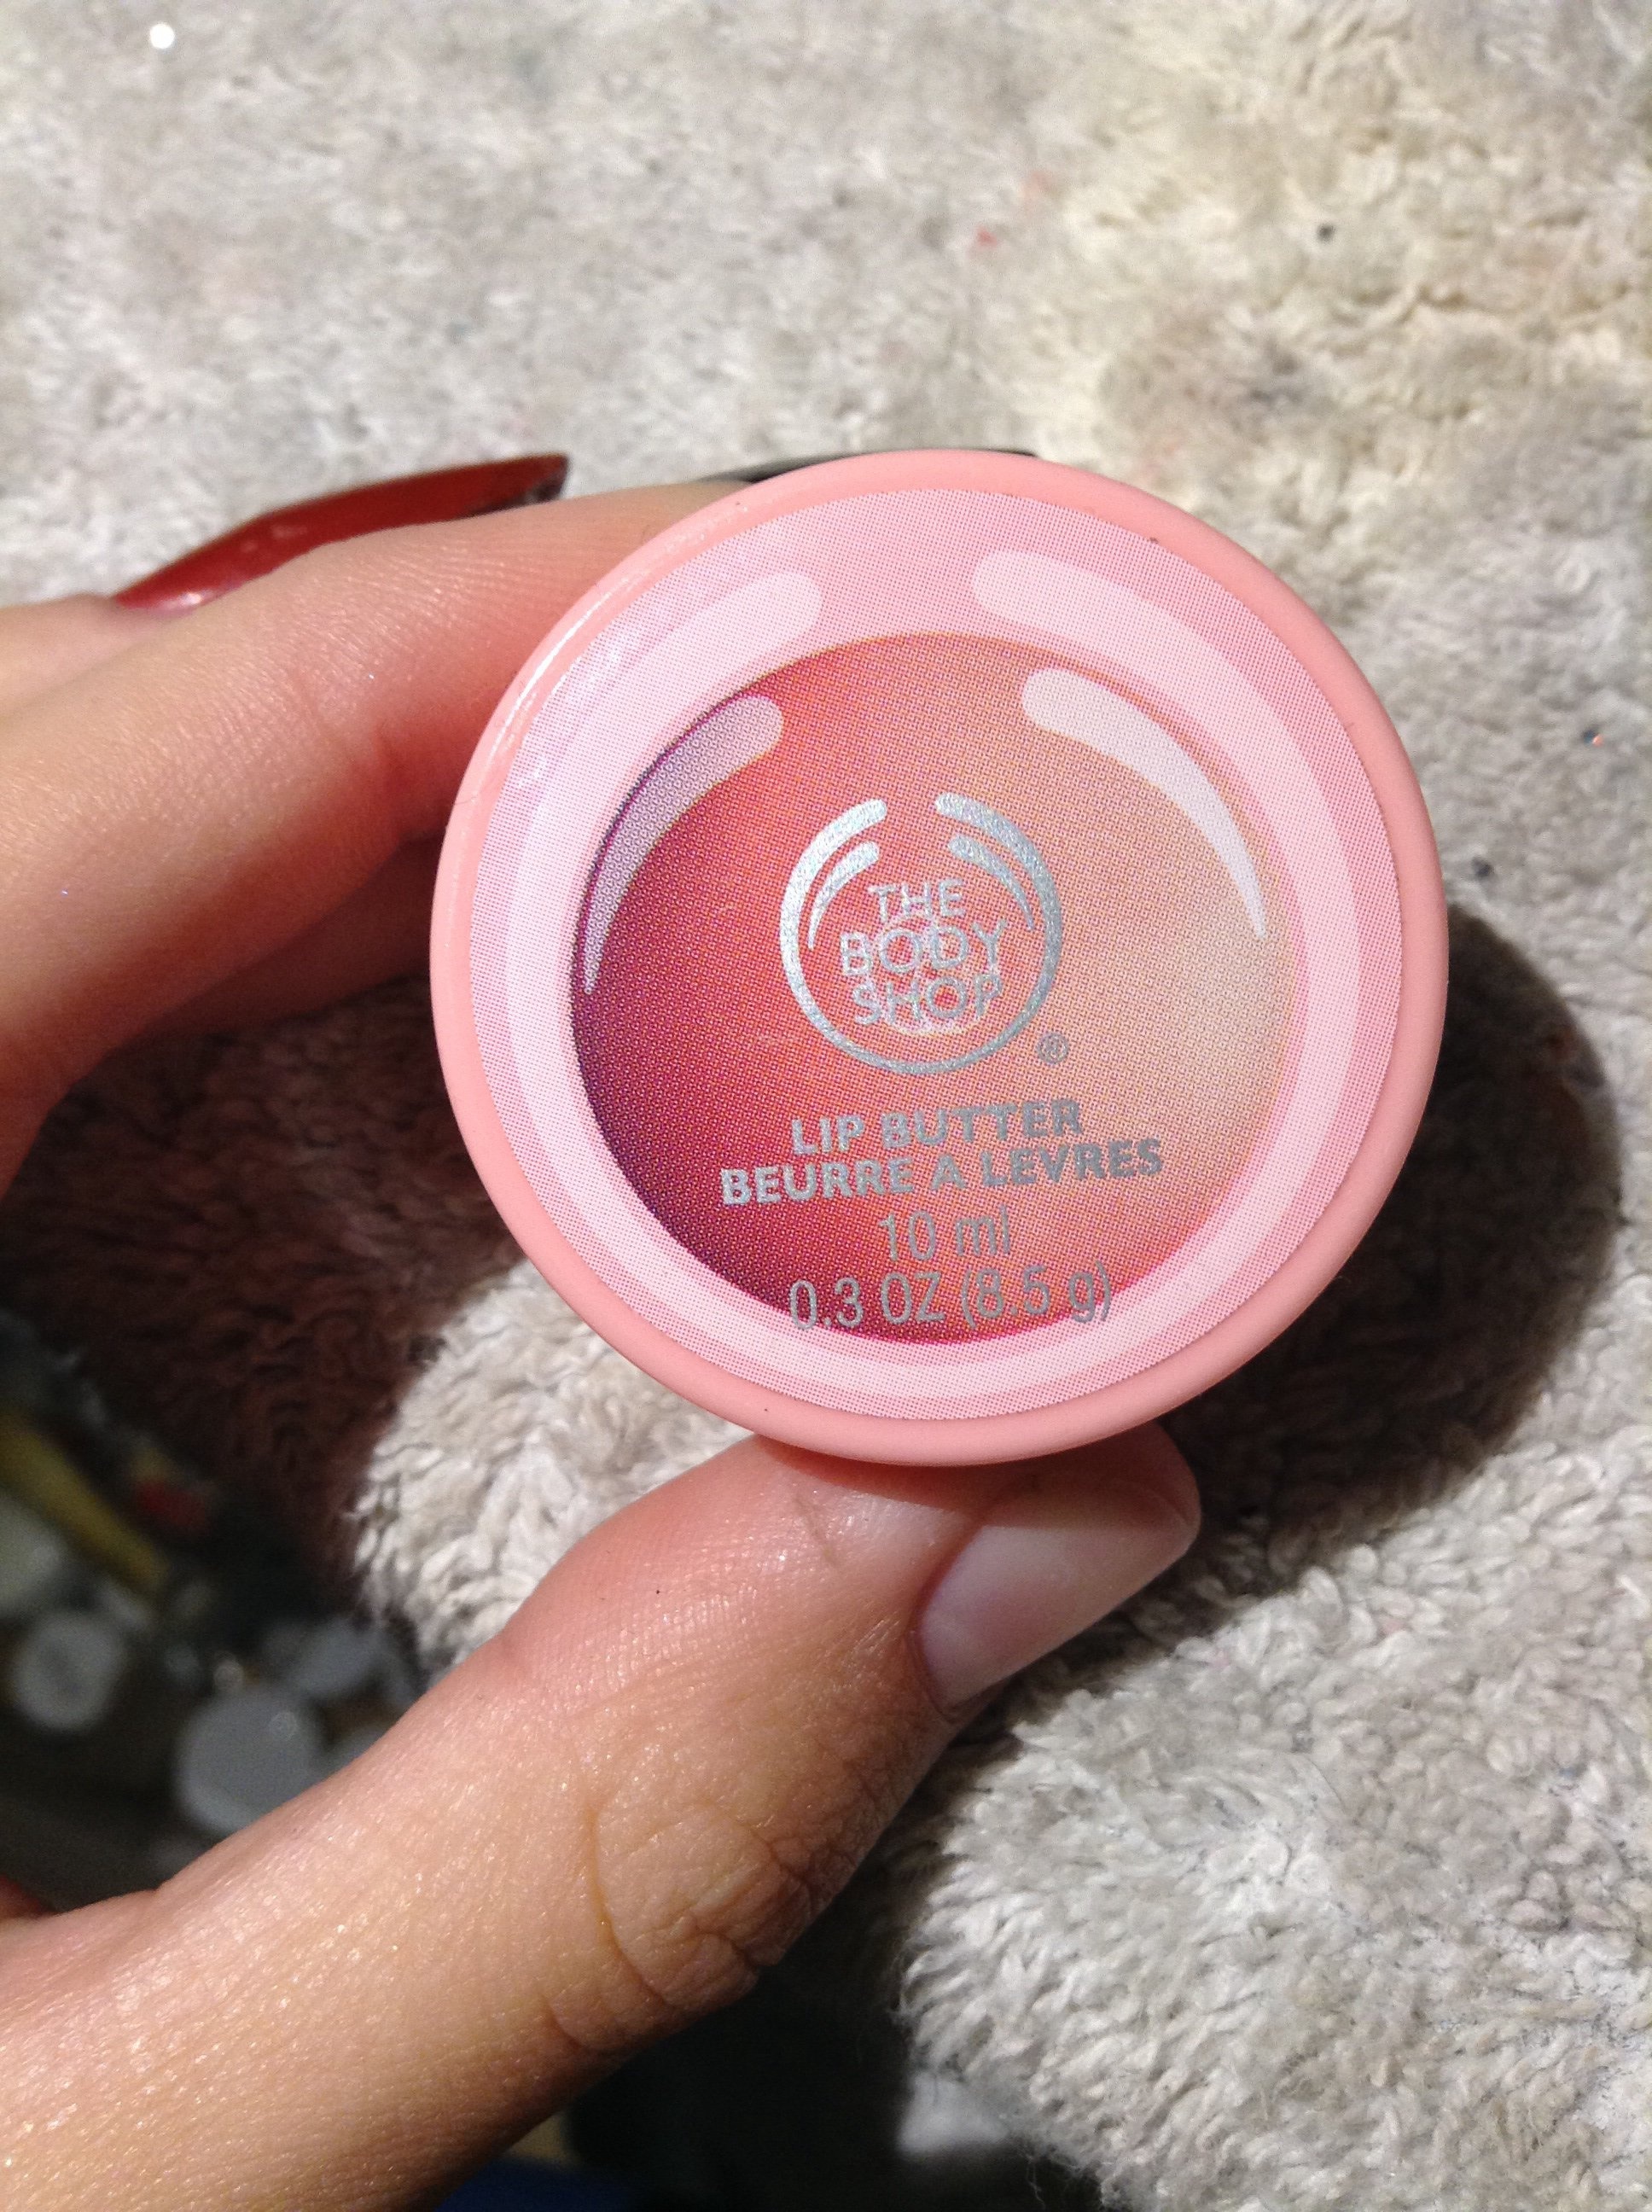 THE
BODY
SHOP
®
LIP BUTTER
BEURRE A LEVRES
10 ml
0.3 OZ (8.5 g)